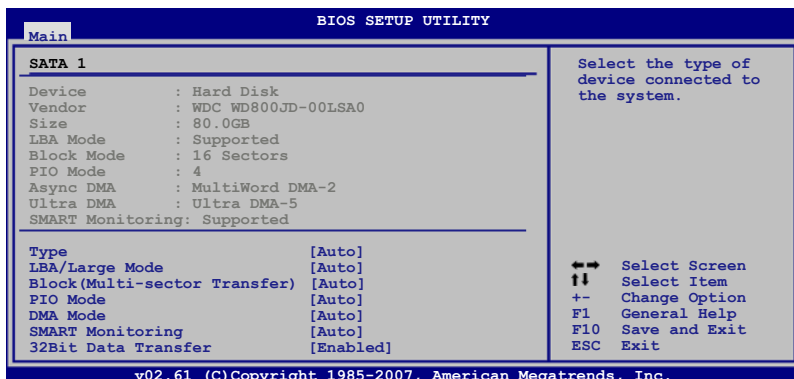 BIOS SETUP UTILITY
Main
SATA 1
Device : Hard Disk
Vendor : WDC WD800JD-00LSA0
Size : 80.0GB
LBA Mode : Supported
Block Mode : 16 Sectors
PIO Mode : 4
Async DMA : MultiWord DMA-2
Ultra DMA : Ultra DMA-5
SMART Monitoring: Supported
Type [Auto]
LBA/Large Mode [Auto]
Block(Multi-sector Transfer) [Auto]
PIO Mode [Auto]
DMA Mode [Auto]
SMART Monitoring [Auto]
32Bit Data Transfer [Enabled]
Select the type of
device connected to
the system.
←→ Select Screen
↑↓ Select Item
+- Change Option
F1 General Help
F10 Save and Exit
ESC Exit
v02.61 (C)Copyright 1985-2007, American Megatrends, Inc.